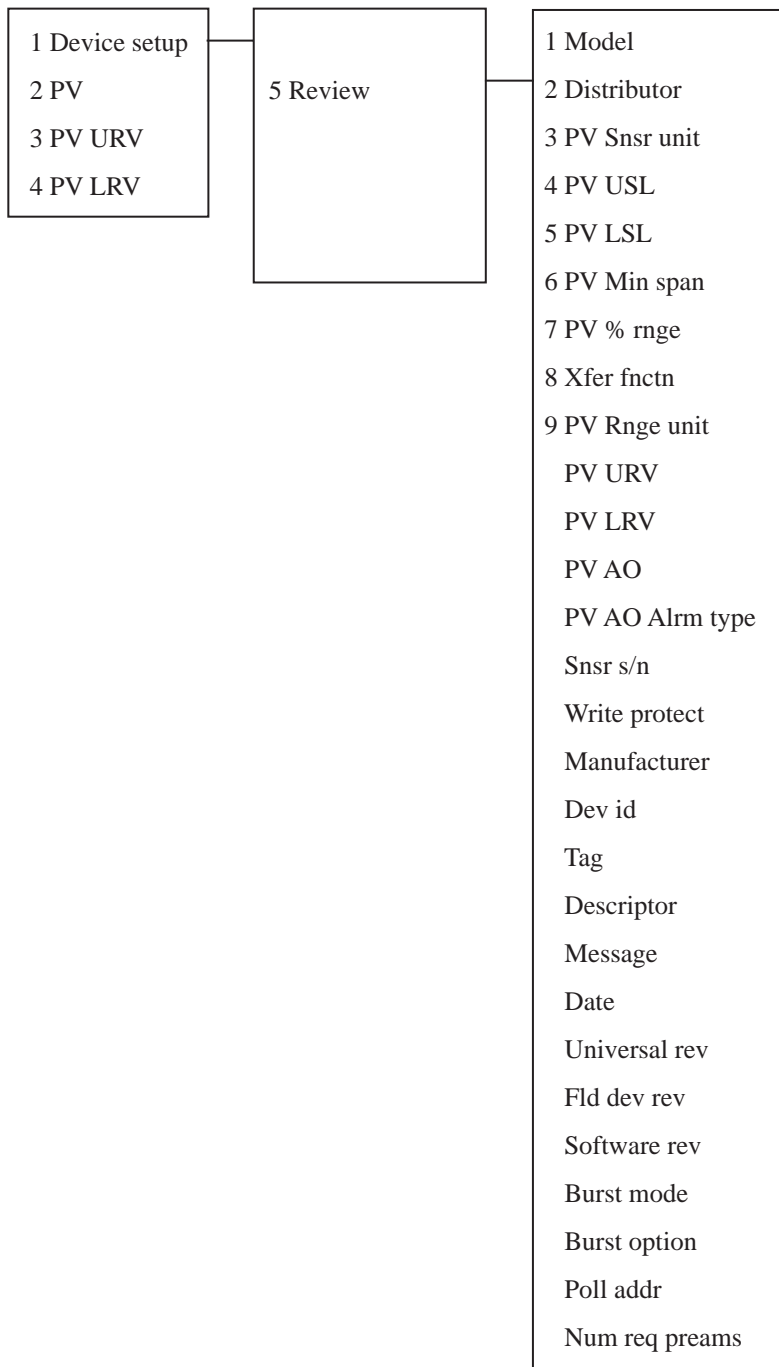 1 Device setup
2 PV
3 PV URV
4 PV LRV
5 Review
1 Model
2 Distributor
3 PV Snsr unit
4 PV USL
5 PV LSL
6 PV Min span
7 PV % rnge
8 Xfer fnctn
9 PV Rnge unit
PV URV
PV LRV
PV AO
PV AO Alrm type
Snsr s/n
Write protect
Manufacturer
Dev id
Tag
Descriptor
Message
Date
Universal rev
Fld dev rev
Software rev
Burst mode
Burst option
Poll addr
Num req preams